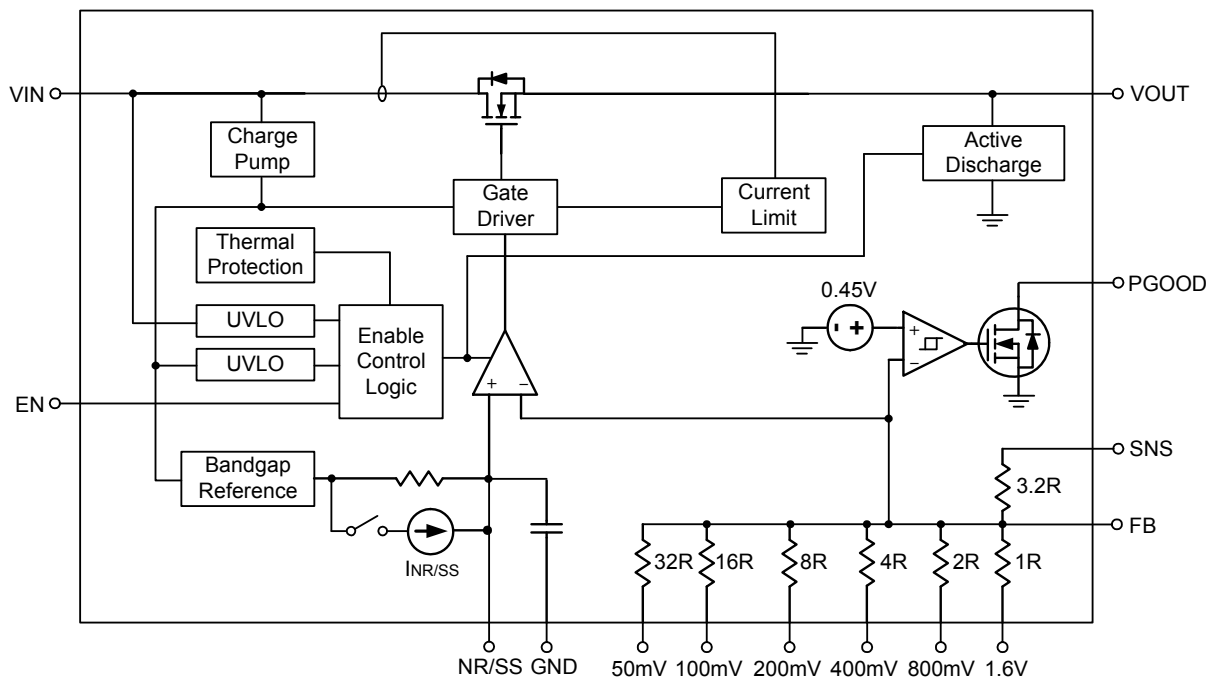 VIN
VOUT
Charge
Pump
Active
Discharge
Gate
Driver
Current
Limit
Thermal
Protection
PGOOD
0.45V
- +
UVLO
Enable
Control
Logic
+
−
UVLO
+ −
EN
SNS
Bandgap
Reference
3.2R
FB
INR/SS
32R
16R
8R
4R
2R
1R
NR/SS
GND
50mV
100mV
200mV
400mV
800mV
1.6V